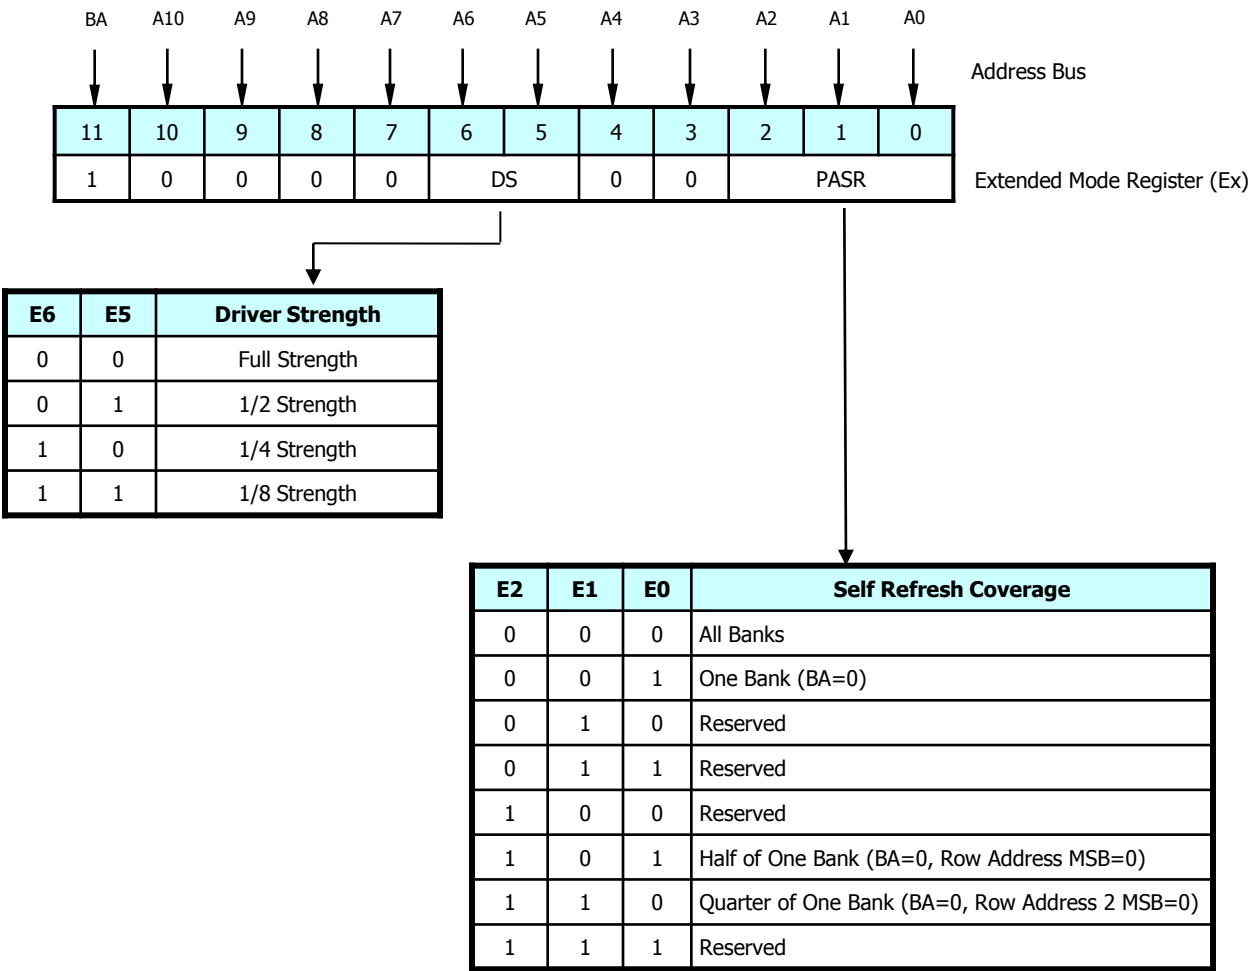 BA A10 A9 A8 A7 A6 A5 A4 A3 A2 A1 A0
Address Bus
11 10 9 8 7 6 5 4 3 2 1 0
1 0 0 0 0 DS 0 0 PASR Extended Mode Register (Ex)
E6 E5 Driver Strength
0 0 Full Strength
0 1 1/2 Strength
1 0 1/4 Strength
1 1 1/8 Strength
E2 E1 E0 Self Refresh Coverage
0 0 0 All Banks
0 0 1 One Bank (BA=0)
0 1 0 Reserved
0 1 1 Reserved
1 0 0 Reserved
1 0 1 Half of One Bank (BA=0, Row Address MSB=0)
1 1 0 Quarter of One Bank (BA=0, Row Address 2 MSB=0)
1 1 1 Reserved